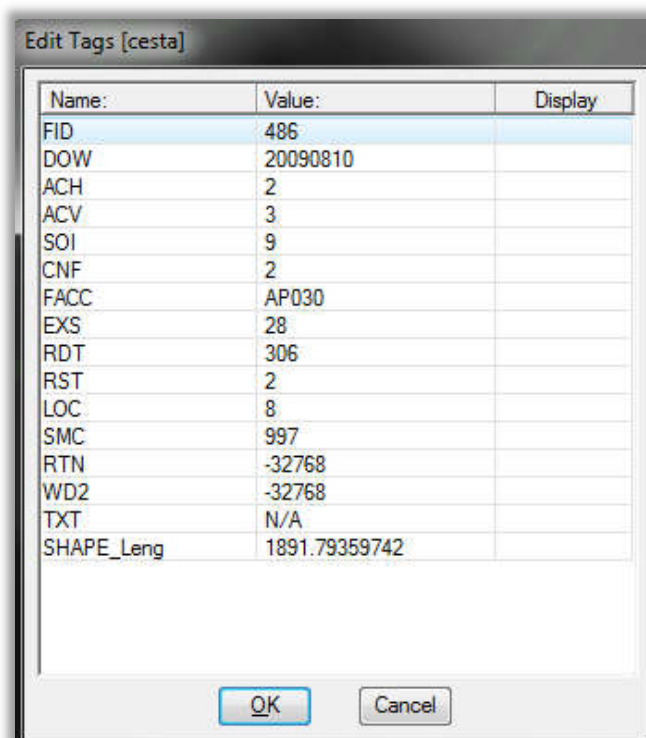 Edit Tags [cesta]
Name: Value: Display
FID 486
DOW 20090810
ACH 2
ACV 3
SOI 9
CNF 2
FACC AP030
EXS 28
RDT 306
RST 2
LOC 8
SMC 997
RTN -32768
WD2 -32768
TXT N/A
SHAPE_Leng 1891.79359742
OK Cancel